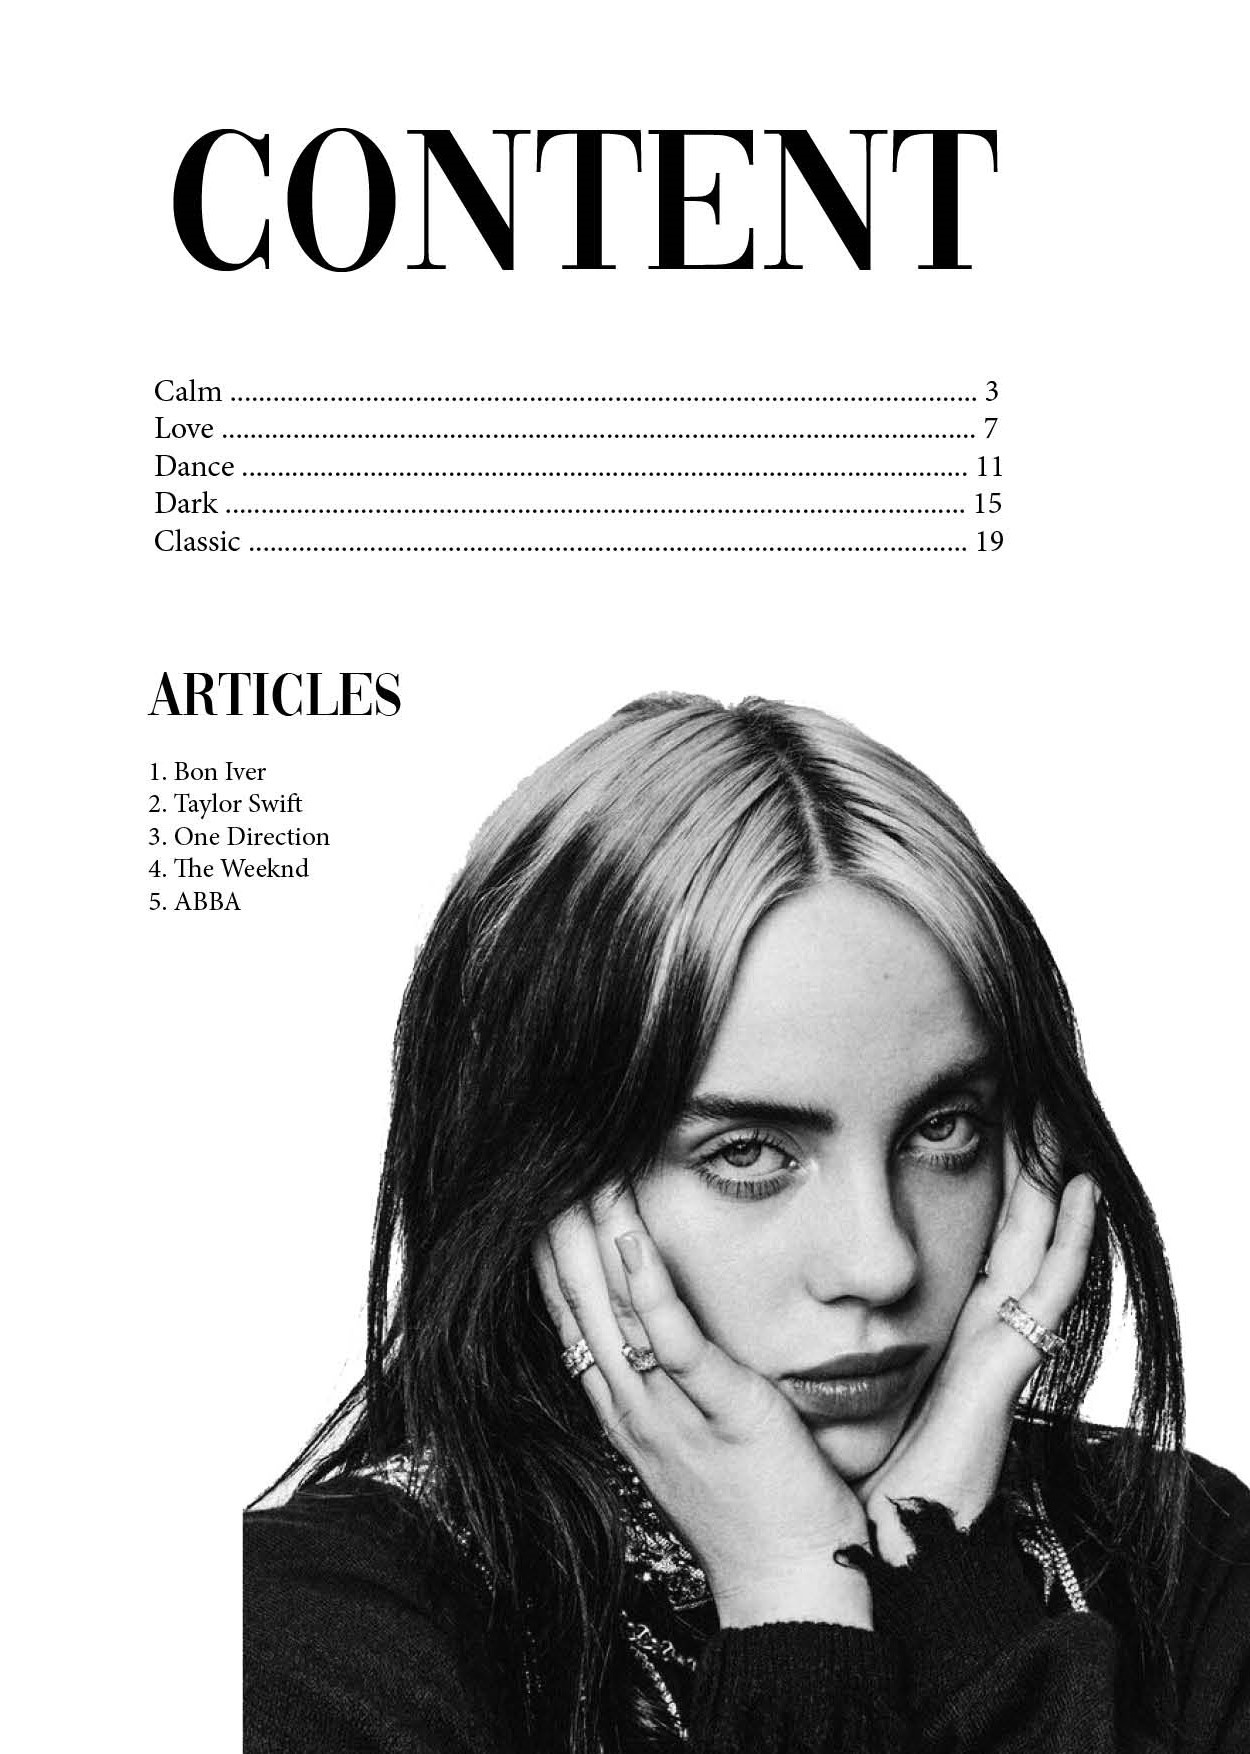 CONTENT
Calm ........................................................................................................... 3
Love ............................................................................................................ 7
Dance ........................................................................................................ 11
Dark .......................................................................................................... 15
Classic ....................................................................................................... 19
ARTICLES
1. Bon Iver
2. Taylor Swift
3. One Direction
4. The Weeknd
5. ABBA